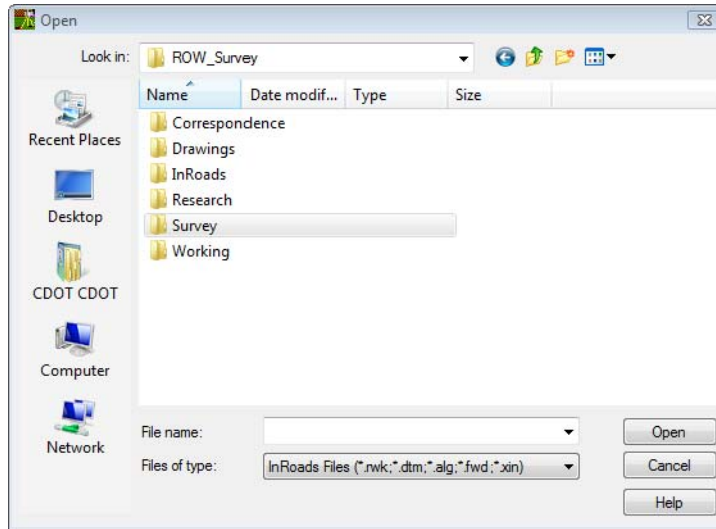 Open
Look in: ROW_Survey
Name Date modif... Type Size
Correspondence
Drawings
InRoads
Research
Survey
Working
Recent Places
Desktop
CDOT CDOT
Computer
Network
File name: Open
Files of type: InRoads Files (*.rwk;*.dtm;*.alg;*.fwd;*.xin) Cancel
Help